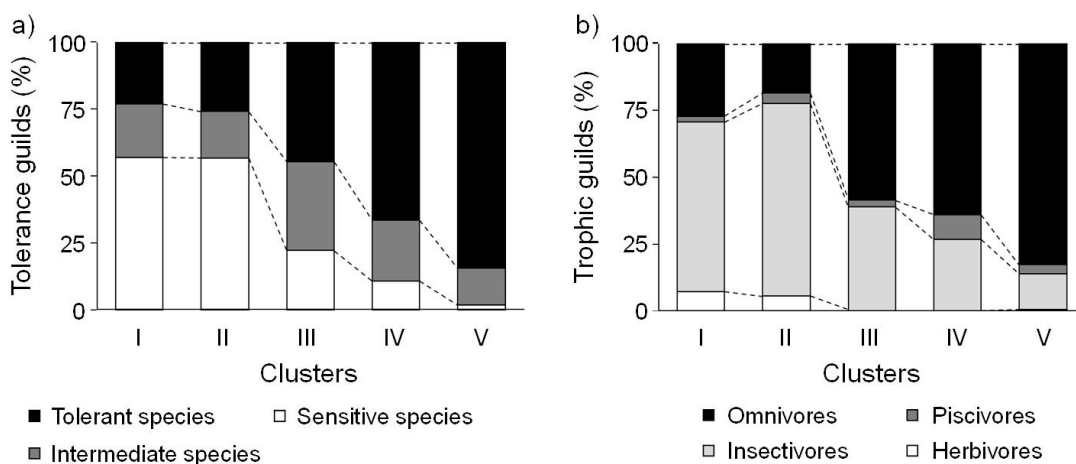 a)
Tolerance guilds (%)
100
75
50
25
0
I II III IV V
Clusters
Tolerant species Sensitive species
Intermediate species
b)
Trophic guilds (%)
100
75
50
25
0
I II III IV V
Clusters
Omnivores Piscivores
Insectivores Herbivores